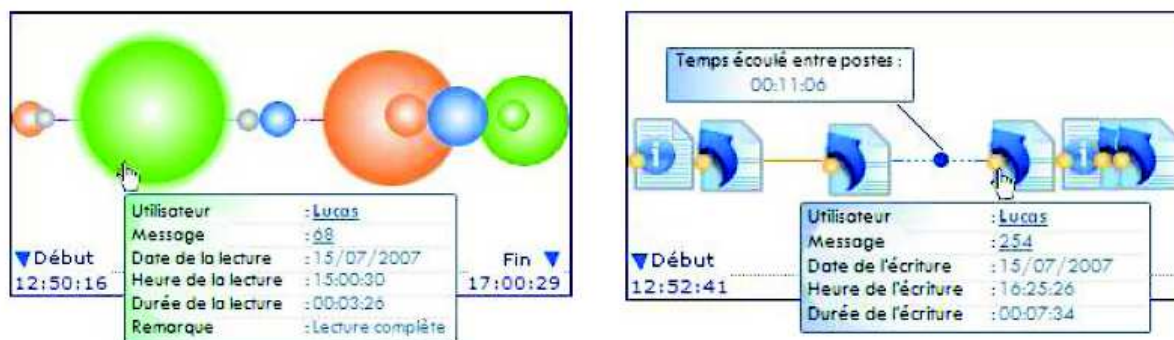 Utilisateur : Lucas
Message : 68
Date de la lecture : 15/07/2007
Heure de la lecture : 15:00:30
Durée de la lecture : 00:03:26
Remarque : Lecture complète
Début
12:50:16
Fin
17:00:29
Temps écoulé entre postes :
00:11:06
Utilisateur : Lucas
Message : 254
Date de l'écriture : 15/07/2007
Heure de l'écriture : 16:25:26
Durée de l'écriture : 00:07:34
Début
12:52:41